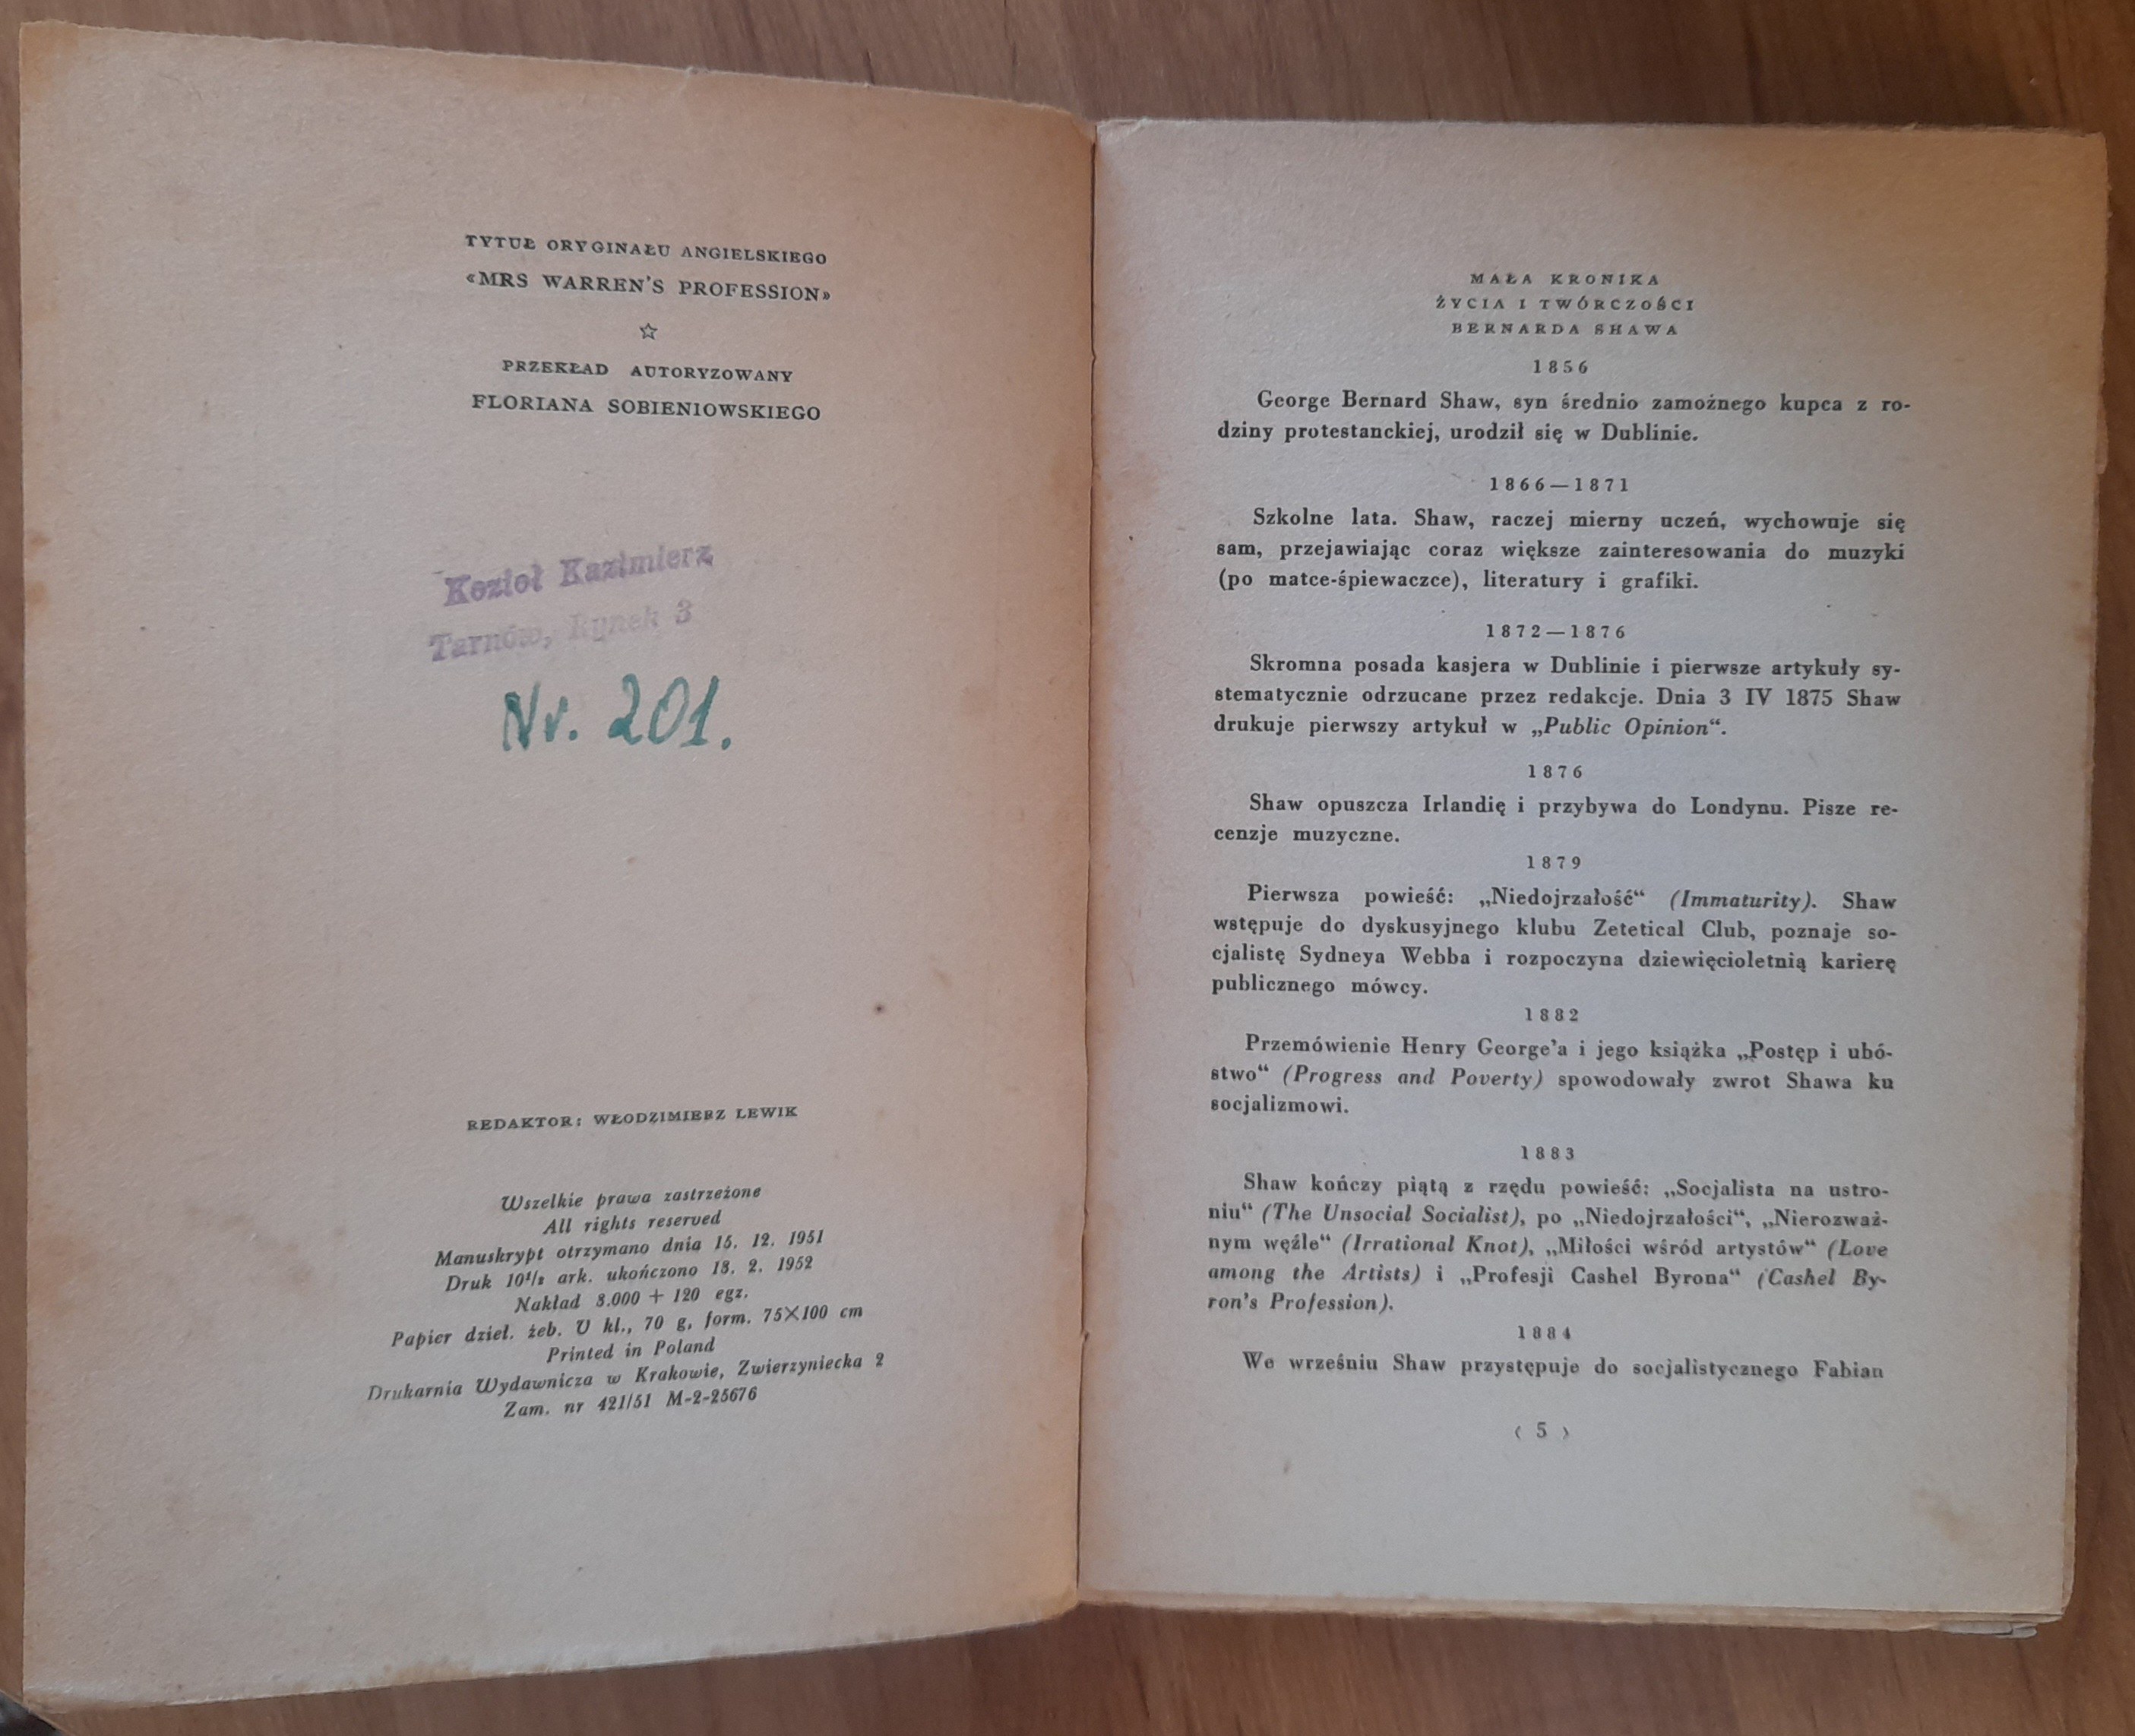 TYTUŁ ORYGINAŁU ANGIELSKIEGO
«MRS WARREN'S PROFESSION»
☆
PRZEKŁAD AUTORYZOWANY
FLORIANA SOBIENIOWSKIEGO
Kozioł Kazimierz
Tarnów, Rynek 3
Nr. 201.
REDAKTOR: WŁODZIMIERZ LEWIK
Wszelkie prawa zastrzeżone
All rights reserved
Manuskrypt otrzymano dnia 15. 12. 1951
Druk 10¹/₂ ark. ukończono 13. 2. 1952
Nakład 3.000 + 120 egz.
Papier dzieł. żeb. V kl., 70 g, form. 75×100 cm
Printed in Poland
Drukarnia Wydawnicza w Krakowie, Zwierzyniecka 2
Zam. nr 421/51 M-2-25676
MAŁA KRONIKA
ŻYCIA I TWÓRCZOŚCI
BERNARDA SHAWA
1856
George Bernard Shaw, syn średnio zamożnego kupca z ro-
dziny protestanckiej, urodził się w Dublinie.
1866—1871
Szkolne lata. Shaw, raczej mierny uczeń, wychowuje się
sam, przejawiając coraz większe zainteresowania do muzyki
(po matce-śpiewaczce), literatury i grafiki.
1872—1876
Skromna posada kasjera w Dublinie i pierwsze artykuły sy-
stematycznie odrzucane przez redakcje. Dnia 3 IV 1875 Shaw
drukuje pierwszy artykuł w „Public Opinion“.
1876
Shaw opuszcza Irlandię i przybywa do Londynu. Pisze re-
cenzje muzyczne.
1879
Pierwsza powieść: „Niedojrzałość“ (Immaturity). Shaw
wstępuje do dyskusyjnego klubu Zetetical Club, poznaje so-
cjalistę Sydneya Webba i rozpoczyna dziewięcioletnią karierę
publicznego mówcy.
1882
Przemówienie Henry George'a i jego książka „Postęp i ubó-
stwo“ (Progress and Poverty) spowodowały zwrot Shawa ku
socjalizmowi.
1883
Shaw kończy piątą z rzędu powieść: „Socjalista na ustro-
niu“ (The Unsocial Socialist), po „Niedojrzałości“, „Nierozważ-
nym węźle“ (Irrational Knot), „Miłości wśród artystów“ (Love
among the Artists) i „Profesji Cashel Byrona“ (Cashel By-
ron's Profession).
1884
We wrześniu Shaw przystępuje do socjalistycznego Fabian
‹ 5 ›